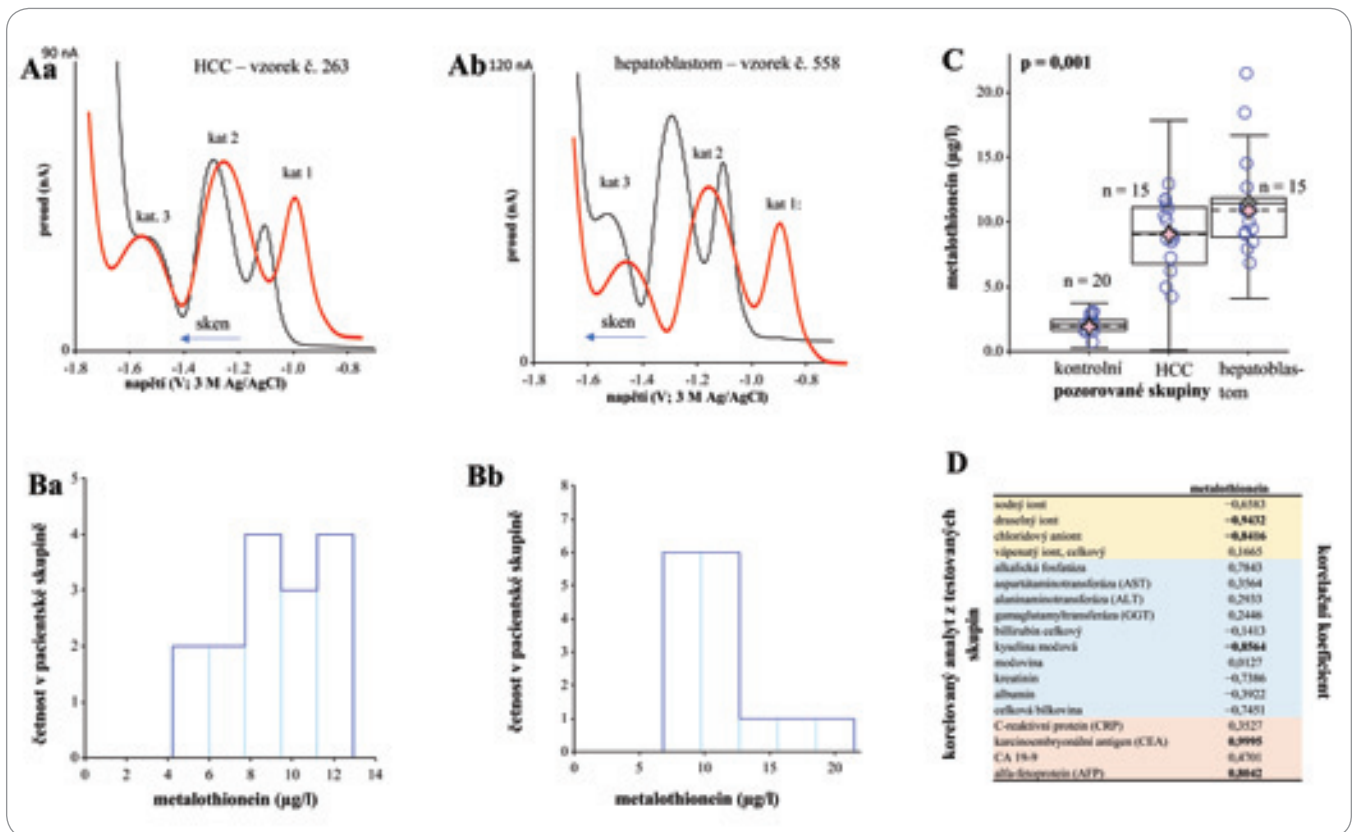 Aa
90 nA
HCC – vzorek č. 263
kat. 3
kat 2
kat 1
sken
proud (nA)
0
-1.8 -1.6 -1.4 -1.2 -1.0 -0.8
napětí (V; 3 M Ag/AgCl)
Ab
120 nA
hepatoblastom – vzorek č. 558
kat 3
kat 2
kat 1:
sken
proud (nA)
0
-1.8 -1.6 -1.4 -1.2 -1.0 -0.8
napětí (V; 3 M Ag/AgCl)
C
p = 0,001
metalothionein (µg/l)
20.0
15.0
10.0
5.0
0.0
n = 20
n = 15
n = 15
kontrolní HCC hepatoblas-
tom
pozorované skupiny
Ba
četnost v pacientské skupině
5
4
3
2
1
0
0 2 4 6 8 10 12 14
metalothionein (µg/l)
Bb
četnost v pacientské skupině
8
7
6
5
4
3
2
1
0
0 5 10 15 20
metalothionein (µg/l)
D
korelovaný analyt z testovaných
skupin
korelační koeficient
metalothionein
sodný iont −0,6583
draselný iont −0,9432
chloridový aniont −0,8416
vápenatý iont, celkový 0,1665
alkalická fosfatáza 0,7843
aspartátaminotransferáza (AST) 0,3564
alaninaminotransferáza (ALT) 0,2933
gamaglutamyltransferáza (GGT) 0,2446
bilirubin celkový −0,1413
kyselina močová −0,8564
močovina 0,0127
kreatinin −0,7386
albumin −0,3922
celková bílkovina −0,7451
C-reaktivní protein (CRP) 0,3527
karcinoembryonální antigen (CEA) 0,9995
CA 19-9 0,4701
alfa-fetoprotein (AFP) 0,8042